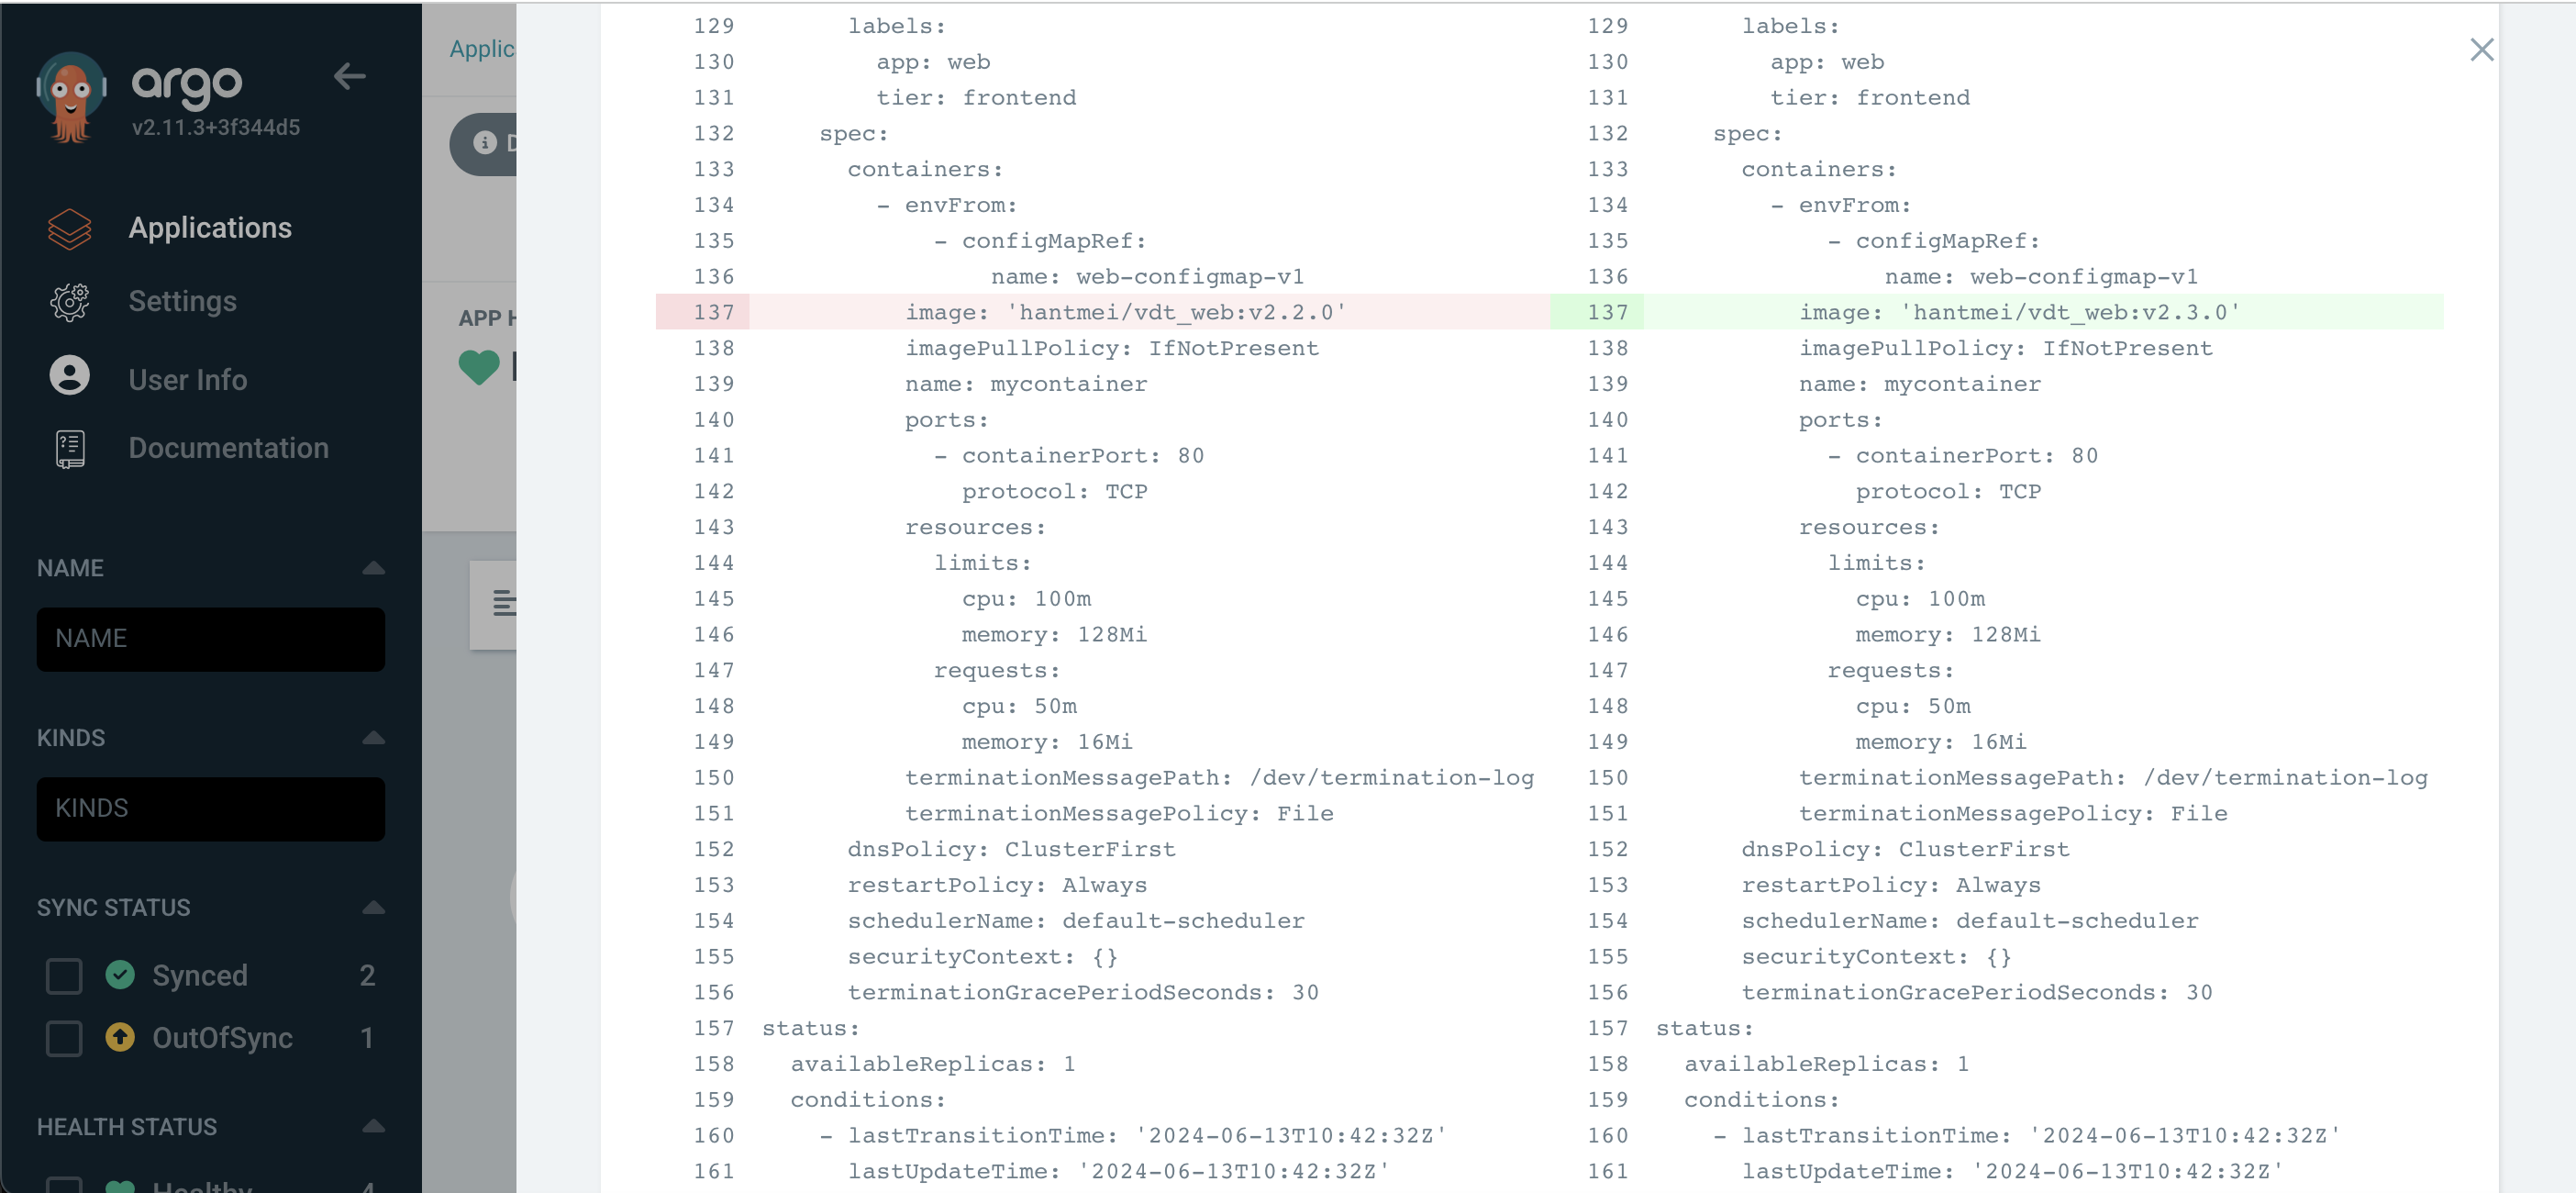 argo
v2.11.3+3f344d5
Applications
Settings
User Info
Documentation
NAME
NAME
KINDS
KINDS
SYNC STATUS
Synced 2
OutOfSync 1
HEALTH STATUS
Healthy 4
Applic
D
APP H
129 labels:
130 app: web
131 tier: frontend
132 spec:
133 containers:
134 - envFrom:
135 - configMapRef:
136 name: web-configmap-v1
137 image: 'hantmei/vdt_web:v2.2.0'
138 imagePullPolicy: IfNotPresent
139 name: mycontainer
140 ports:
141 - containerPort: 80
142 protocol: TCP
143 resources:
144 limits:
145 cpu: 100m
146 memory: 128Mi
147 requests:
148 cpu: 50m
149 memory: 16Mi
150 terminationMessagePath: /dev/termination-log
151 terminationMessagePolicy: File
152 dnsPolicy: ClusterFirst
153 restartPolicy: Always
154 schedulerName: default-scheduler
155 securityContext: {}
156 terminationGracePeriodSeconds: 30
157 status:
158 availableReplicas: 1
159 conditions:
160 - lastTransitionTime: '2024-06-13T10:42:32Z'
161 lastUpdateTime: '2024-06-13T10:42:32Z'
129 labels:
130 app: web
131 tier: frontend
132 spec:
133 containers:
134 - envFrom:
135 - configMapRef:
136 name: web-configmap-v1
137 image: 'hantmei/vdt_web:v2.3.0'
138 imagePullPolicy: IfNotPresent
139 name: mycontainer
140 ports:
141 - containerPort: 80
142 protocol: TCP
143 resources:
144 limits:
145 cpu: 100m
146 memory: 128Mi
147 requests:
148 cpu: 50m
149 memory: 16Mi
150 terminationMessagePath: /dev/termination-log
151 terminationMessagePolicy: File
152 dnsPolicy: ClusterFirst
153 restartPolicy: Always
154 schedulerName: default-scheduler
155 securityContext: {}
156 terminationGracePeriodSeconds: 30
157 status:
158 availableReplicas: 1
159 conditions:
160 - lastTransitionTime: '2024-06-13T10:42:32Z'
161 lastUpdateTime: '2024-06-13T10:42:32Z'